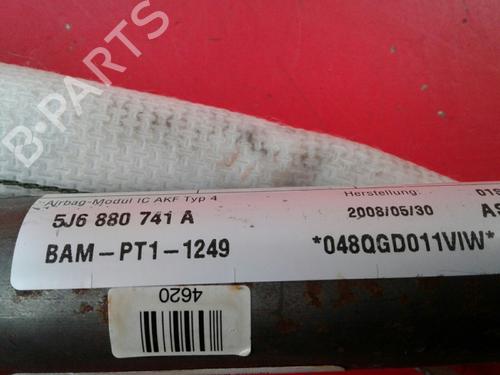 B-PARTS
Airbag-Modul IC AKF Typ 4
5J6 880 741 A
BAM-PT1-1249
Herstellung:
2008/05/30
*048QGD011VIW*
4620